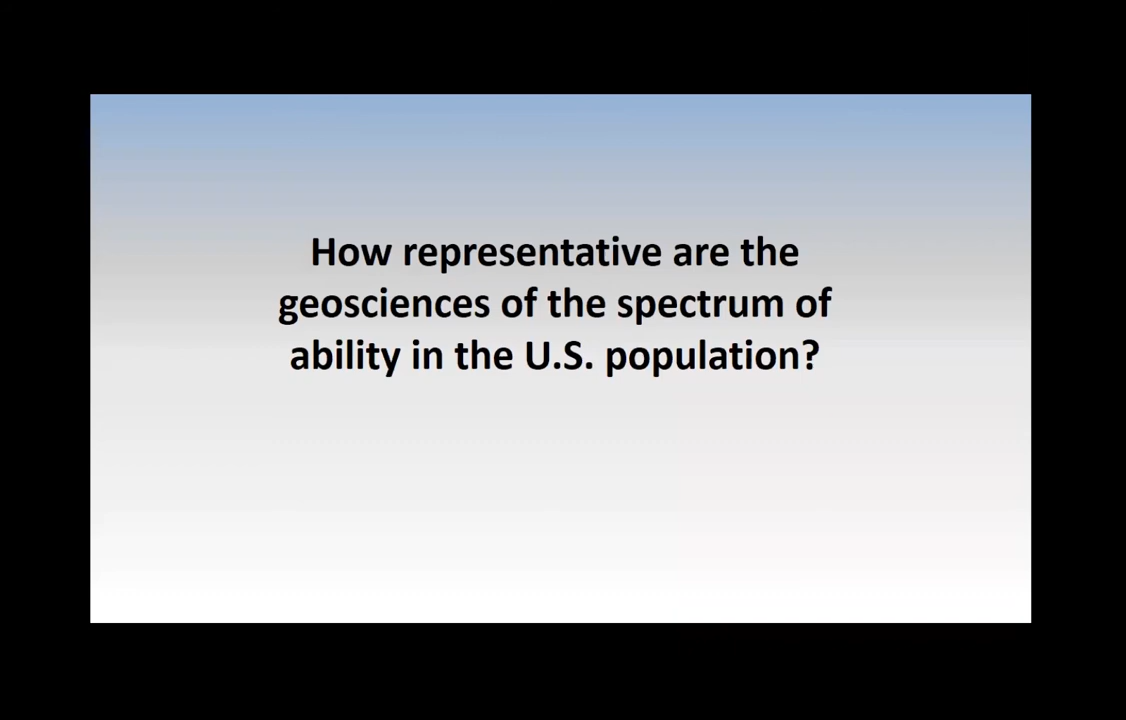 How representative are the
geosciences of the spectrum of
ability in the U.S. population?